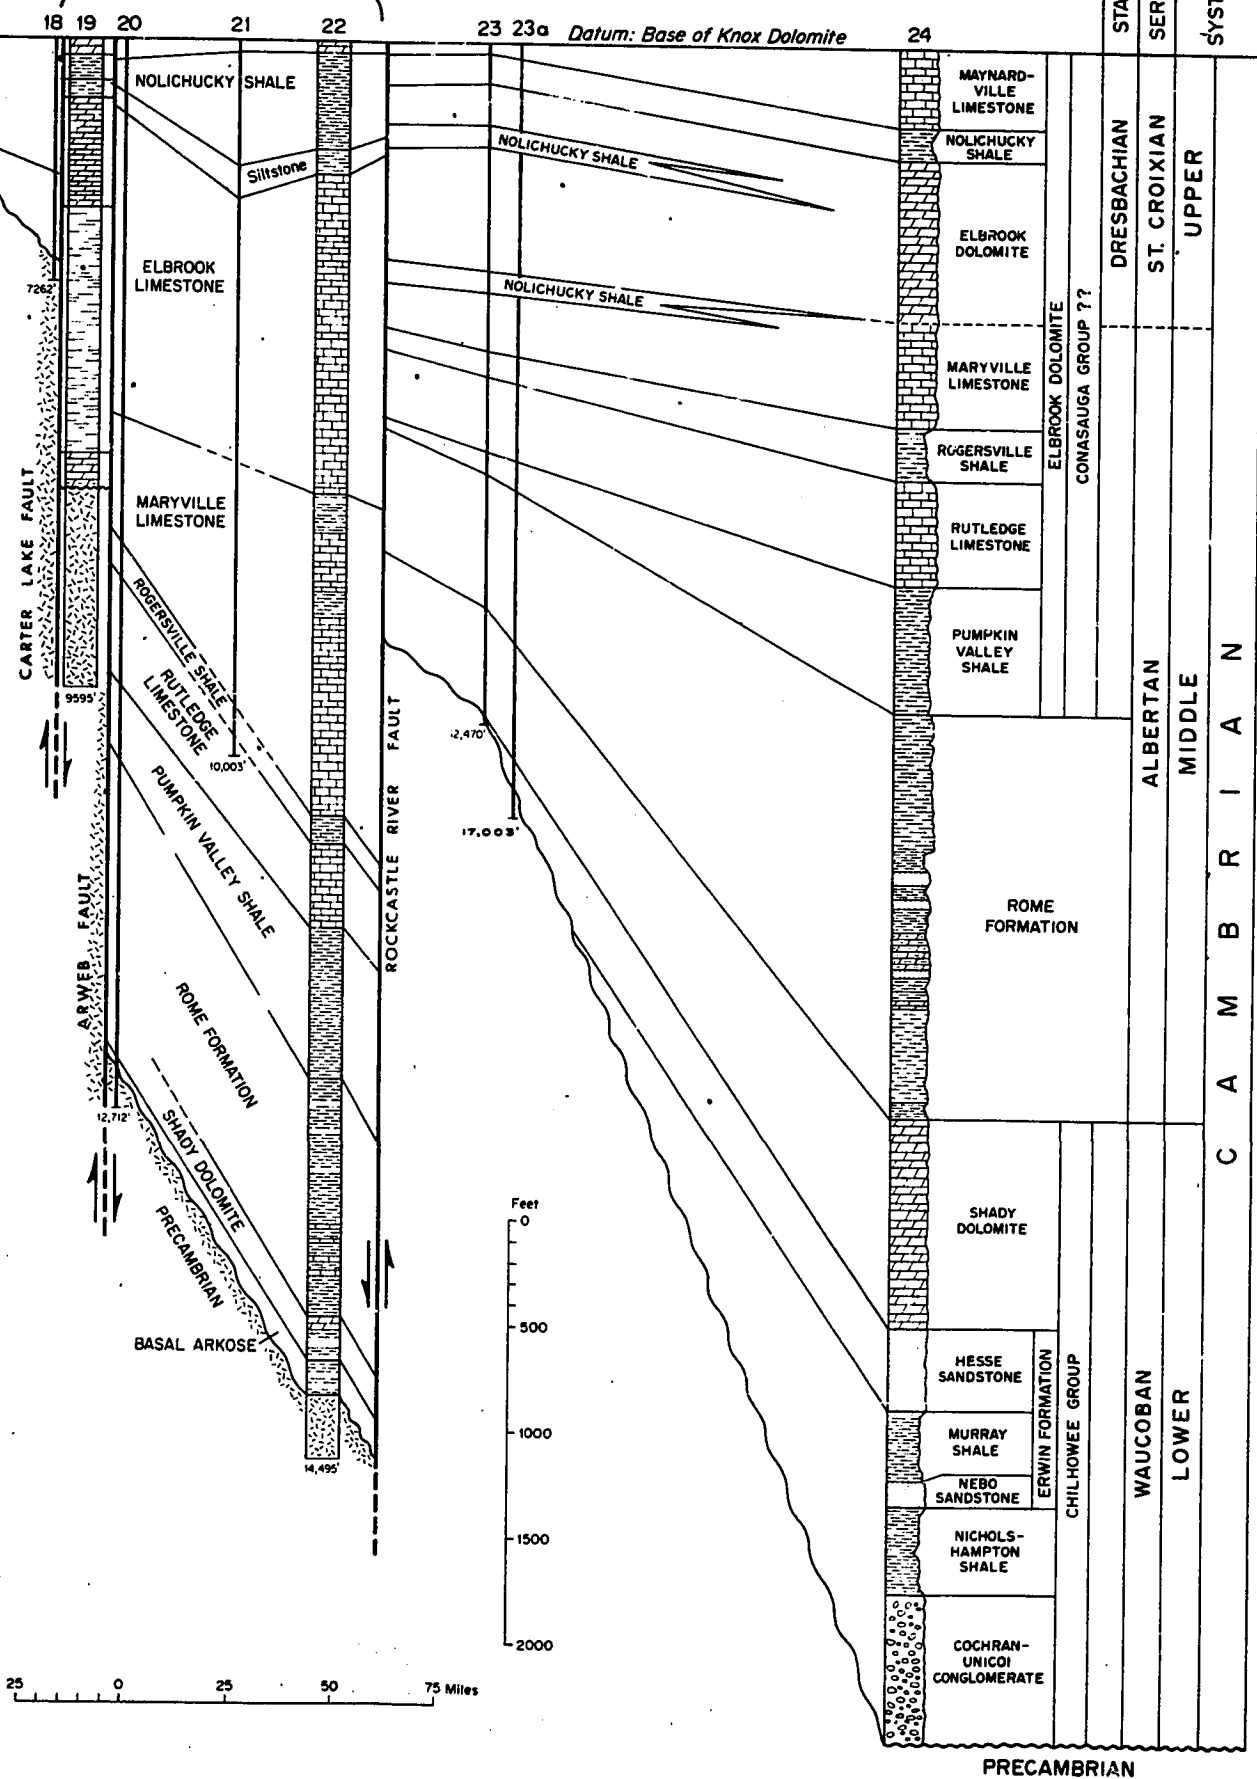 18 19 20 21 22 23 23a Datum: Base of Knox Dolomite 24
STA
SER
SYST
NOLICHUCKY SHALE
Siltstone
NOLICHUCKY SHALE
ELBROOK
LIMESTONE
NOLICHUCKY SHALE
7262'
MARYVILLE
LIMESTONE
CARTER LAKE FAULT
ROGERSVILLE SHALE
RUTLEDGE
LIMESTONE
9595'
10,003'
PUMPKIN VALLEY SHALE
ROCKCASTLE RIVER FAULT
12,470'
17,003'
ARWEB FAULT
ROME FORMATION
12,712'
SHADY DOLOMITE
PRECAMBRIAN
BASAL ARKOSE
14,495'
Feet
0
500
1000
1500
2000
25 0 25 50 75 Miles
MAYNARD-
VILLE
LIMESTONE
NOLICHUCKY
SHALE
ELBROOK
DOLOMITE
MARYVILLE
LIMESTONE
ROGERSVILLE
SHALE
RUTLEDGE
LIMESTONE
PUMPKIN
VALLEY
SHALE
ROME
FORMATION
SHADY
DOLOMITE
HESSE
SANDSTONE
MURRAY
SHALE
NEBO
SANDSTONE
NICHOLS-
HAMPTON
SHALE
COCHRAN-
UNICOI
CONGLOMERATE
PRECAMBRIAN
ELBROOK DOLOMITE
CONASAUGA GROUP ??
ERWIN FORMATION
CHILHOWEE GROUP
DRESBACHIAN
ST. CROIXIAN
UPPER
ALBERTAN
MIDDLE
WAUCOBAN
LOWER
CAMBRIAN